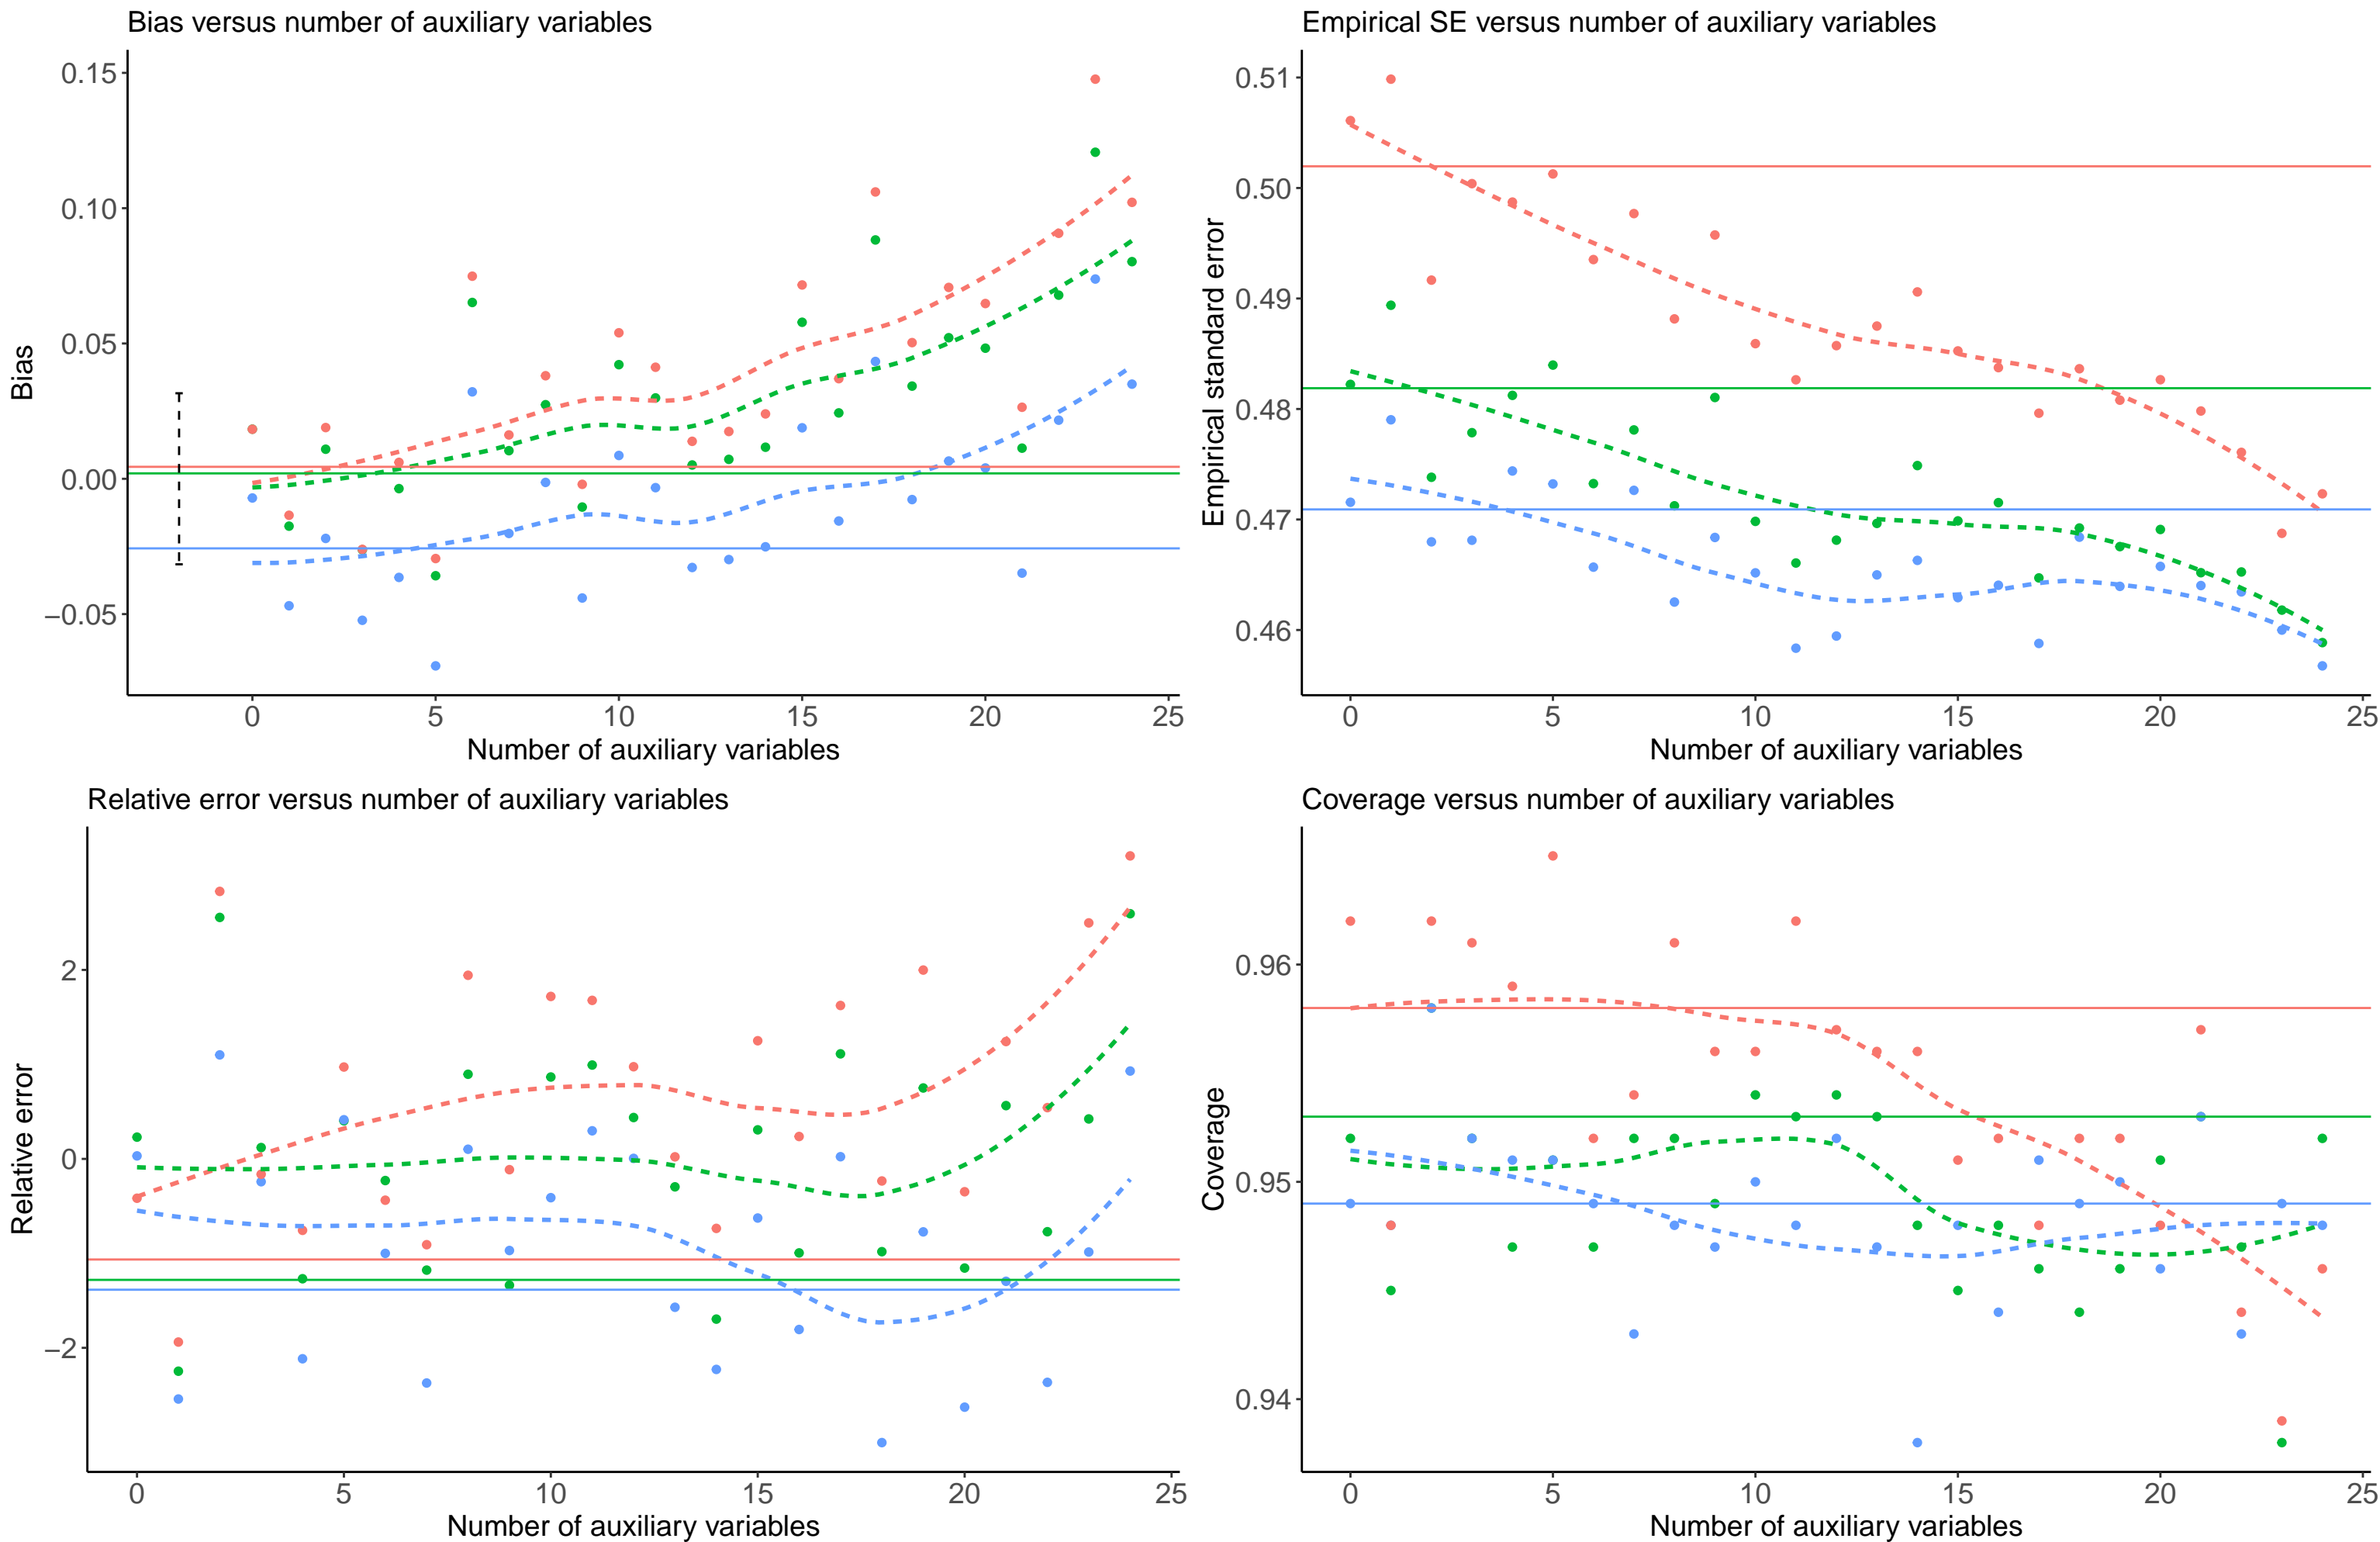 Bias versus number of auxiliary variables
0.15
0.10
0.05
0.00
−0.05
Bias
0 5 10 15 20 25
Number of auxiliary variables
Empirical SE versus number of auxiliary variables
0.51
0.50
0.49
0.48
0.47
0.46
Empirical standard error
0 5 10 15 20 25
Number of auxiliary variables
Relative error versus number of auxiliary variables
2
0
−2
Relative error
0 5 10 15 20 25
Number of auxiliary variables
Coverage versus number of auxiliary variables
0.96
0.95
0.94
Coverage
0 5 10 15 20 25
Number of auxiliary variables